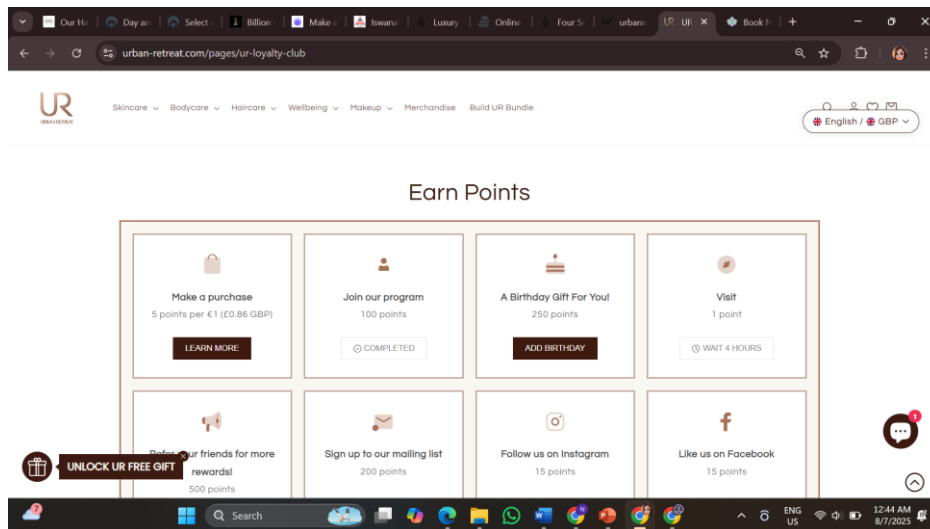 Our Ho
Day an
Select
Billion
Make a
Iswana
Luxury
Online
Four Se
urbann
UR
Book N
urban-retreat.com/pages/ur-loyalty-club
UR
URBAN RETREAT
Skincare
Bodycare
Haircare
Wellbeing
Makeup
Merchandise
Build UR Bundle
English / GBP
Earn Points
Make a purchase
5 points per €1 (£0.86 GBP)
LEARN MORE
Join our program
100 points
COMPLETED
A Birthday Gift For You!
250 points
ADD BIRTHDAY
Visit
1 point
WAIT 4 HOURS
Refer your friends for more
rewards!
500 points
Sign up to our mailing list
200 points
Follow us on Instagram
15 points
Like us on Facebook
15 points
UNLOCK UR FREE GIFT
1
Search
ENG
US
12:44 AM
8/7/2025